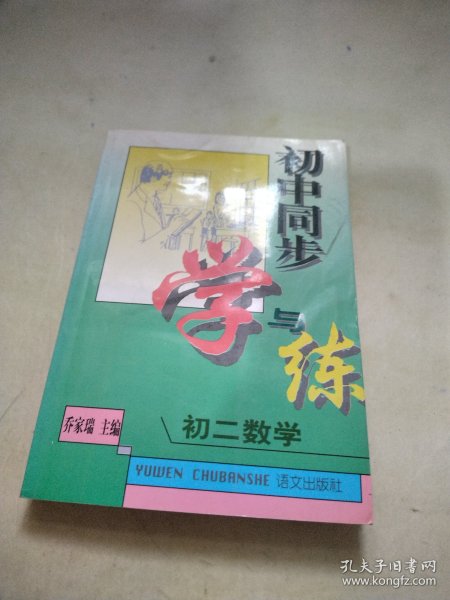 初中同步
学与练
初二数学
乔家瑞 主编
YUWEN CHUBANSHE 语文出版社
孔夫子旧书网
www.kongfz.com